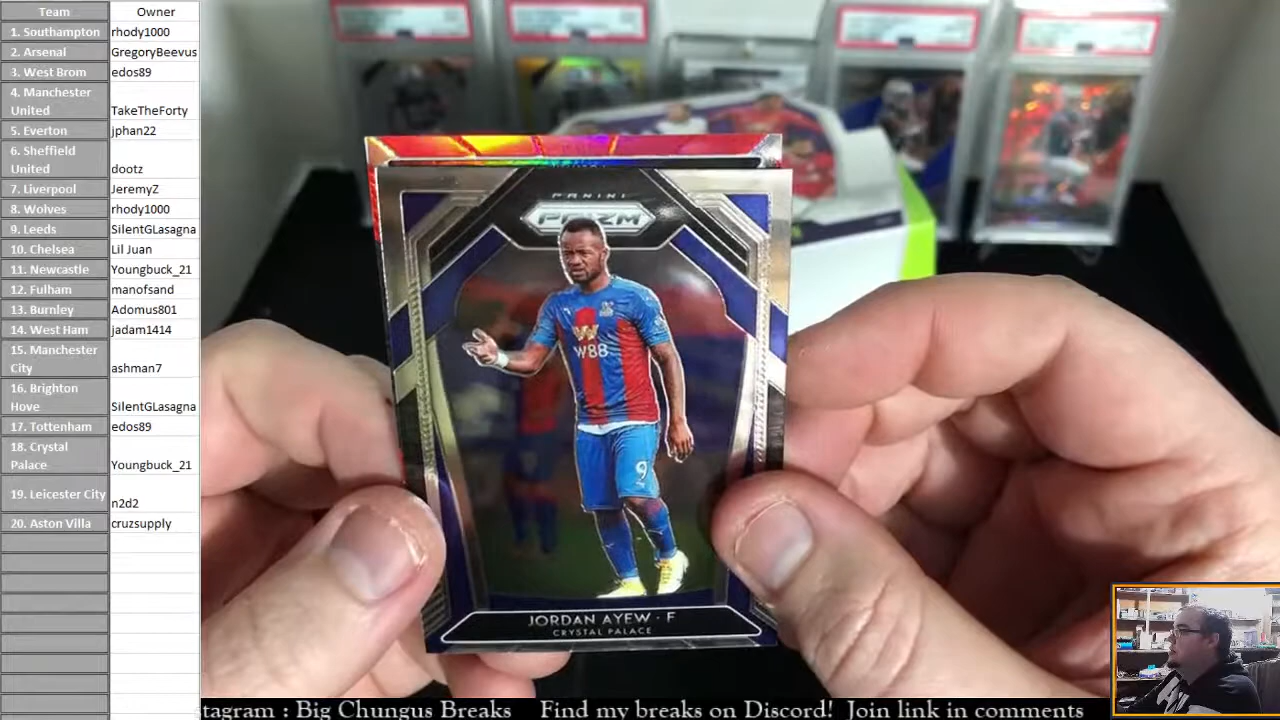 Team Owner
1. Southampton rhody1000
2. Arsenal GregoryBeevus
3. West Brom edos89
4. Manchester
United TakeTheForty
5. Everton jphan22
6. Sheffield
United dootz
7. Liverpool JeremyZ
8. Wolves rhody1000
9. Leeds SilentGLasagna
10. Chelsea Lil Juan
11. Newcastle Youngbuck_21
12. Fulham manofsand
13. Burnley Adomus801
14. West Ham jadam1414
15. Manchester
City ashman7
16. Brighton
Hove SilentGLasagna
17. Tottenham edos89
18. Crystal
Palace Youngbuck_21
19. Leicester City n2d2
20. Aston Villa cruzsupply
PANINI
PRIZM
W88
9
JORDAN AYEW · F
CRYSTAL PALACE
tagram : Big Chungus Breaks Find my breaks on Discord! Join link in comments